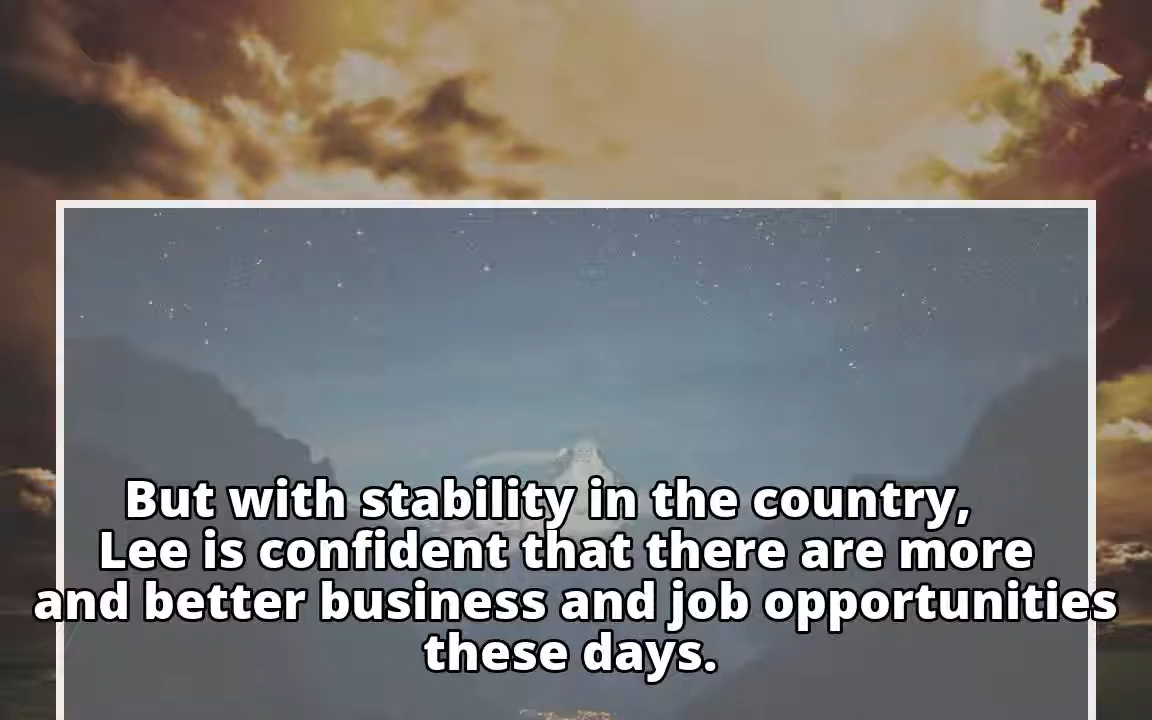 But with stability in the country,
Lee is confident that there are more
and better business and job opportunities
these days.